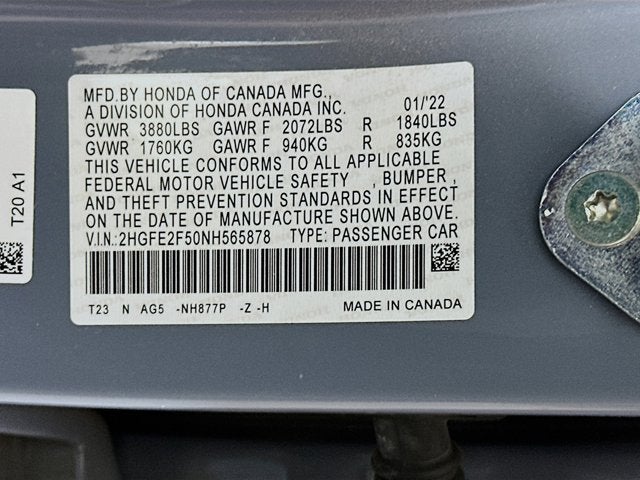 MFD.BY HONDA OF CANADA MFG.,
A DIVISION OF HONDA CANADA INC. 01/'22
GVWR 3880LBS GAWR F 2072LBS R 1840LBS
GVWR 1760KG GAWR F 940KG R 835KG
THIS VEHICLE CONFORMS TO ALL APPLICABLE
FEDERAL MOTOR VEHICLE SAFETY , BUMPER ,
AND THEFT PREVENTION STANDARDS IN EFFECT
ON THE DATE OF MANUFACTURE SHOWN ABOVE.
V.I.N.:2HGFE2F50NH565878 TYPE: PASSENGER CAR
T23 N AG5 -NH877P -Z -H MADE IN CANADA
T20 A1